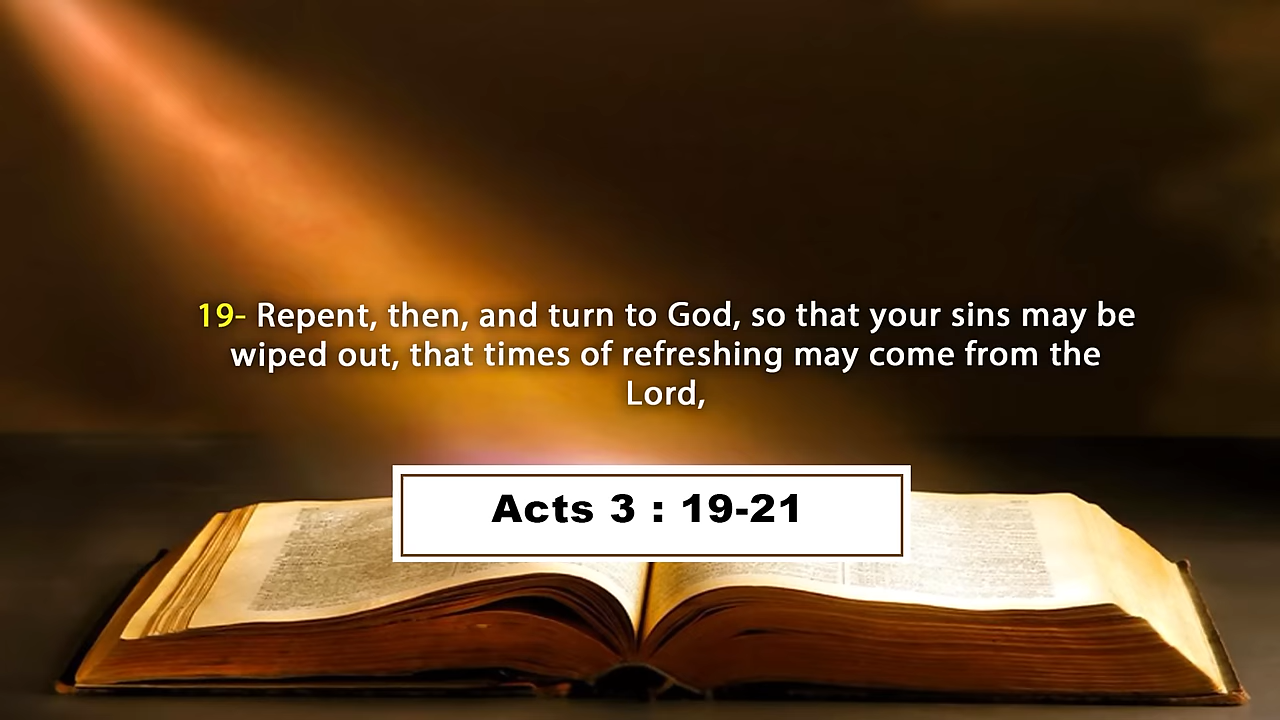 19- Repent, then, and turn to God, so that your sins may be
wiped out, that times of refreshing may come from the
Lord,
Acts 3 : 19-21